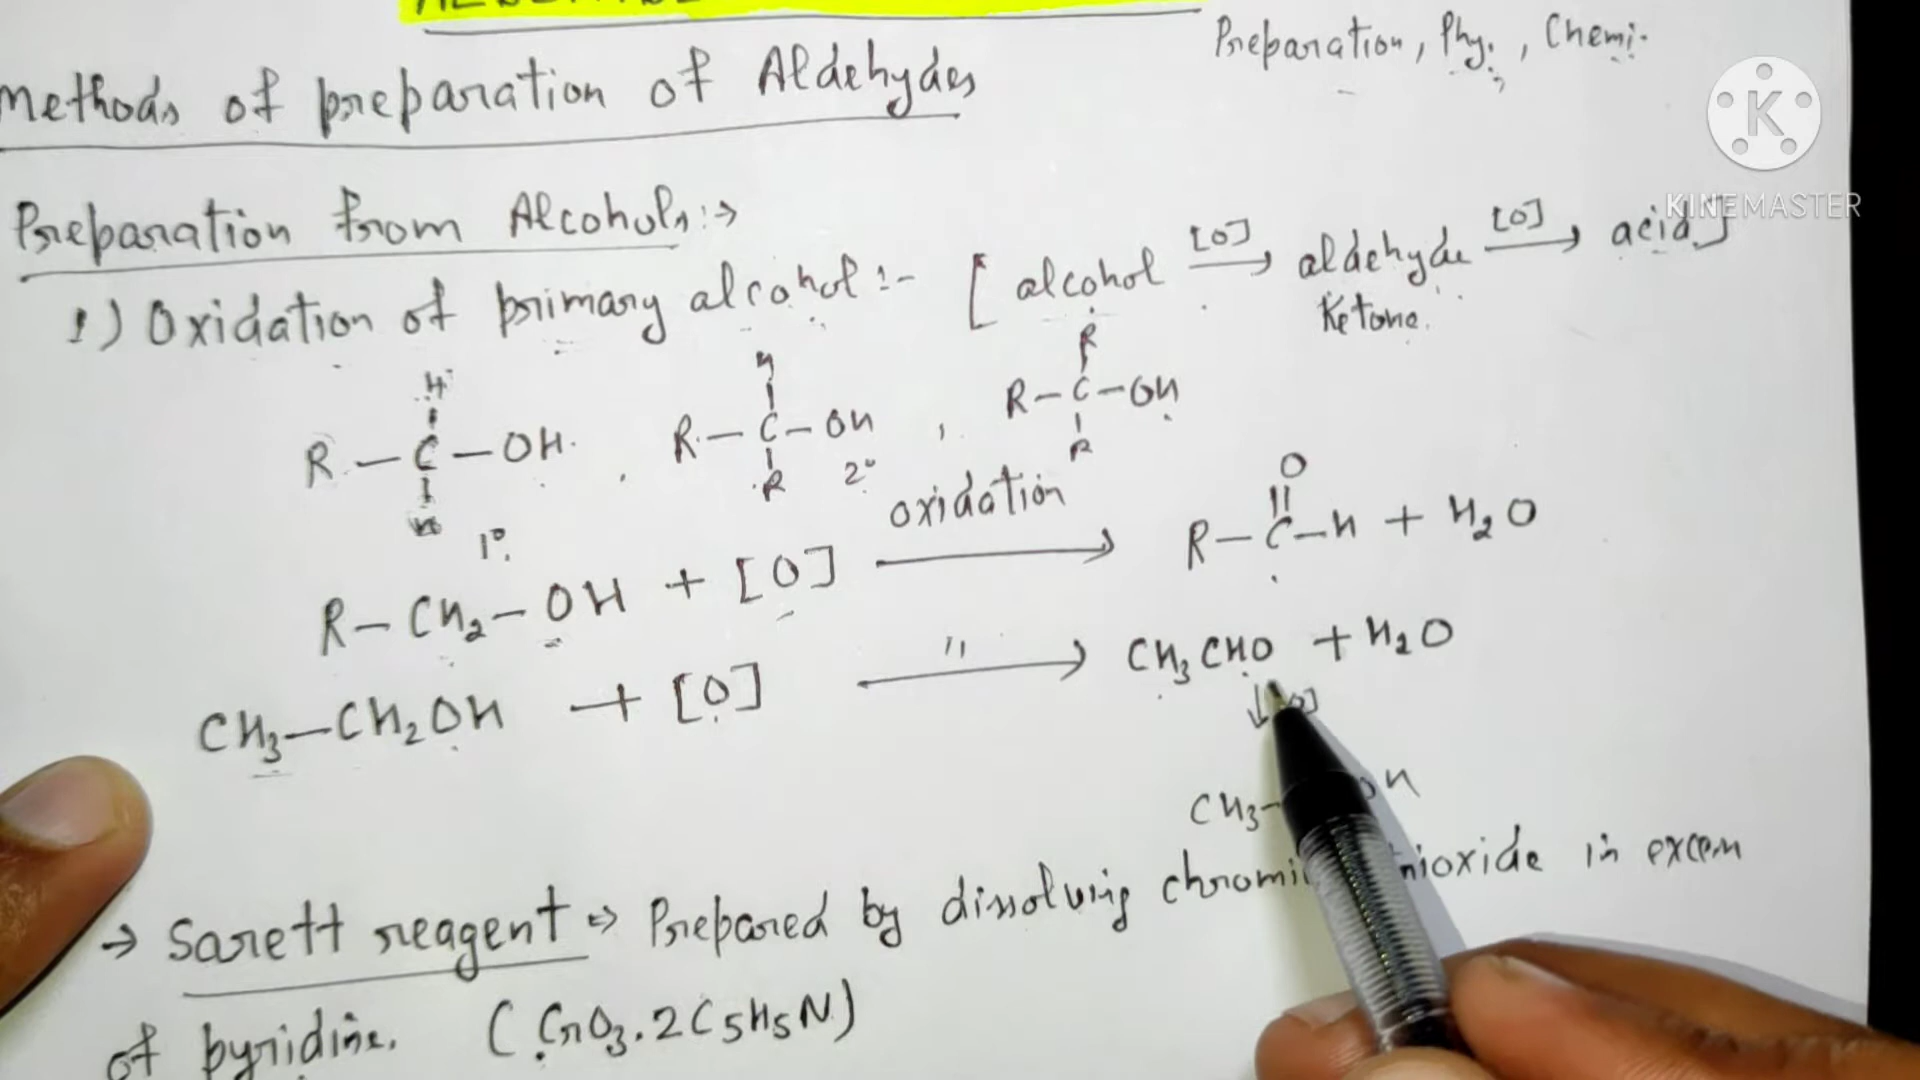 Preparation, Phy., Chemi.
Methods of preparation of Aldehydes
KINEMASTER
Preparation from Alcohols :→
1) Oxidation of primary alcohol :- [ alcohol [O] → aldehyde [O] → acid ]
Ketone.
H H R
R – C – OH. , R – C – OH , R – C – OH
H R R
1°. 2°
R – CH₂ – OH + [O] oxidation → R – C – H + H₂O
O
CH₃ – CH₂OH + [O] " → CH₃CHO + H₂O
↓
CH₃ –
→ Sarett reagent => Prepared by dissolving trioxide in excess
of pyridine. (CrO₃.2C₅H₅N)